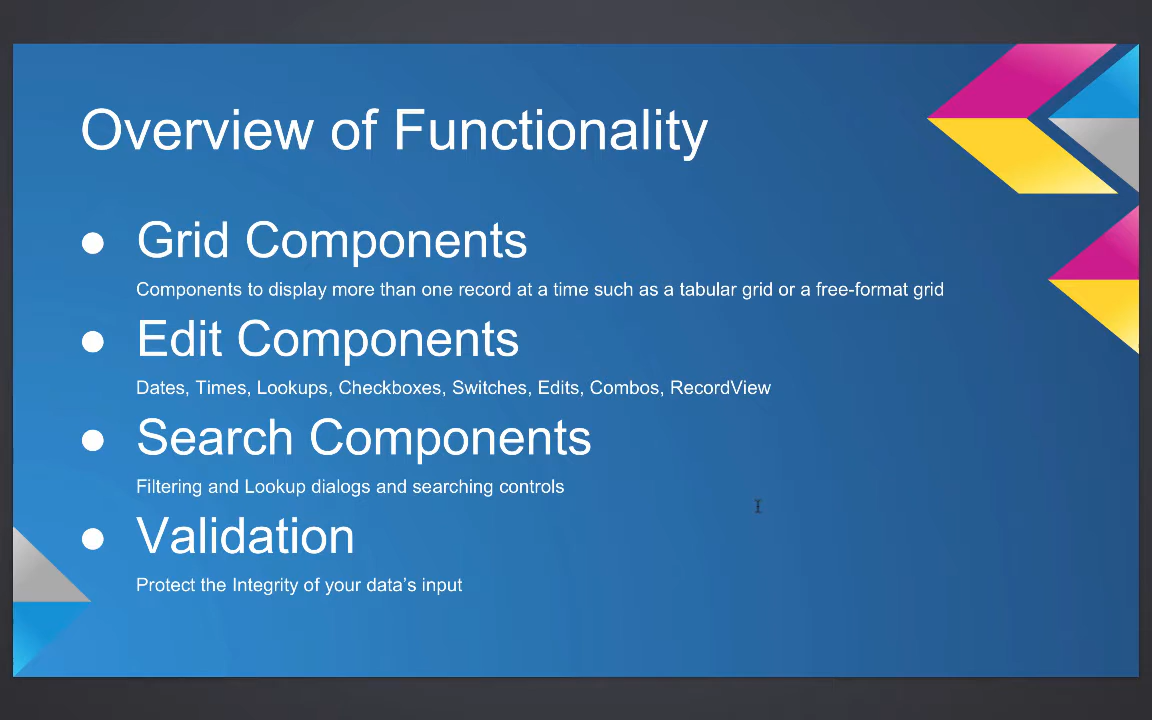 Overview of Functionality
● Grid Components
Components to display more than one record at a time such as a tabular grid or a free-format grid
● Edit Components
Dates, Times, Lookups, Checkboxes, Switches, Edits, Combos, RecordView
● Search Components
Filtering and Lookup dialogs and searching controls
● Validation
Protect the Integrity of your data’s input